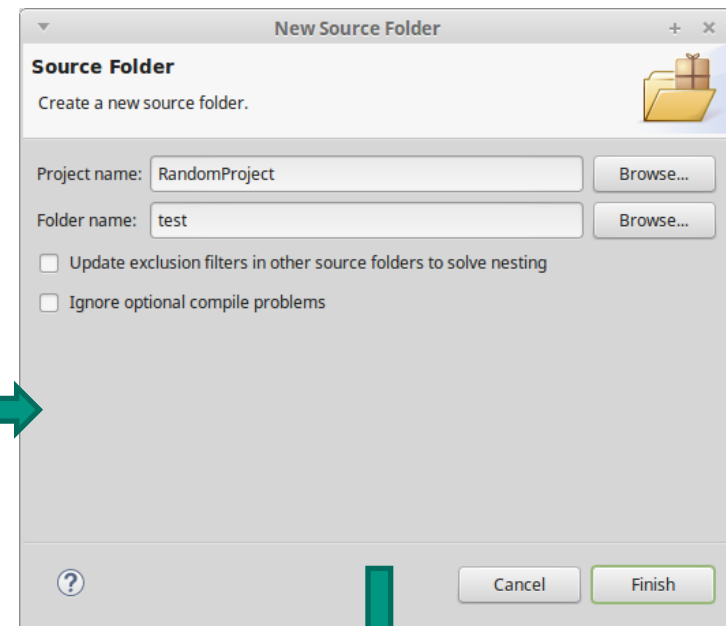 New Source Folder
Source Folder
Create a new source folder.
Project name: RandomProject Browse...
Folder name: test Browse...
Update exclusion filters in other source folders to solve nesting
Ignore optional compile problems
? Cancel Finish